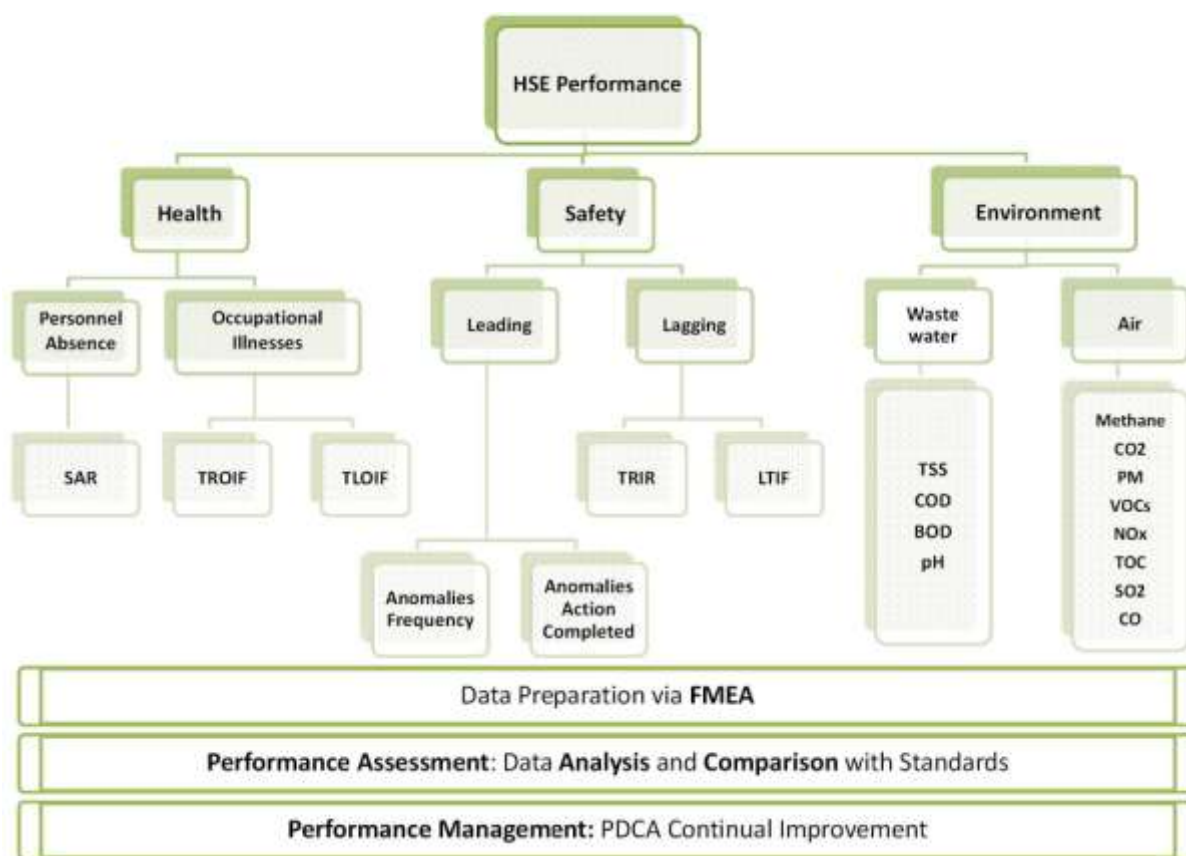 HSE Performance
Health
Safety
Environment
Personnel
Absence
Occupational
Illnesses
Leading
Lagging
Waste
water
Air
SAR
TROIF
TLOIF
TRIR
LTIF
Anomalies
Frequency
Anomalies
Action
Completed
TSS
COD
BOD
pH
Methane
CO2
PM
VOCs
NOx
TOC
SO2
CO
Data Preparation via FMEA
Performance Assessment: Data Analysis and Comparison with Standards
Performance Management: PDCA Continual Improvement